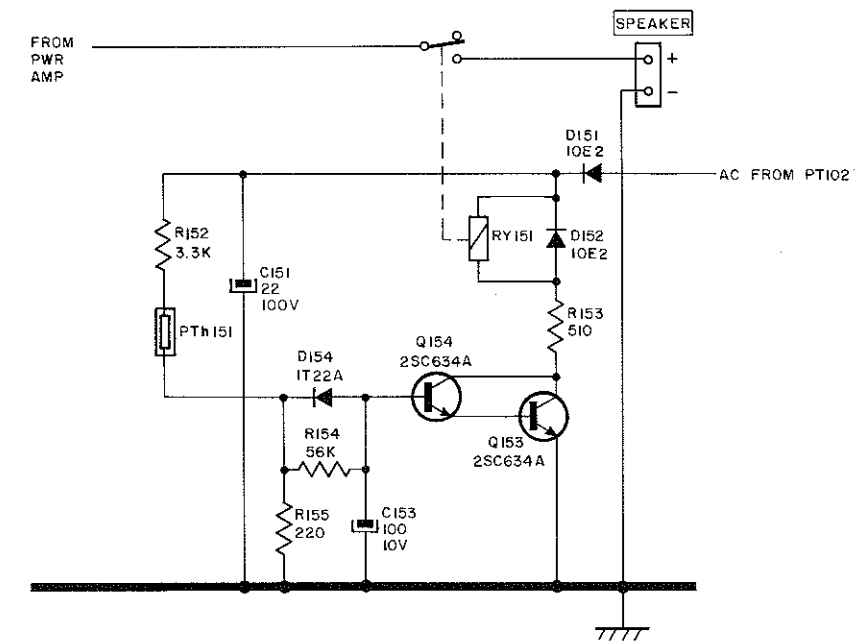 SPEAKER
FROM
PWR
AMP
+
−
D151
10E2
AC FROM PT102
R152
3.3K
RY151
D152
10E2
C151
22
100V
PTh151
R153
510
Q154
2SC634A
D154
1T22A
R154
56K
Q153
2SC634A
R155
220
C153
100
10V